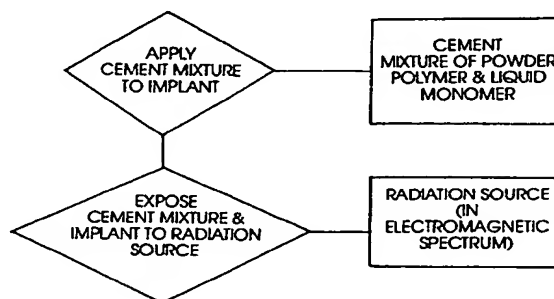 APPLY
CEMENT MIXTURE
TO IMPLANT
CEMENT
MIXTURE OF POWDER
POLYMER & LIQUID
MONOMER
EXPOSE
CEMENT MIXTURE &
IMPLANT TO RADIATION
SOURCE
RADIATION SOURCE
(IN
ELECTROMAGNETIC
SPECTRUM)